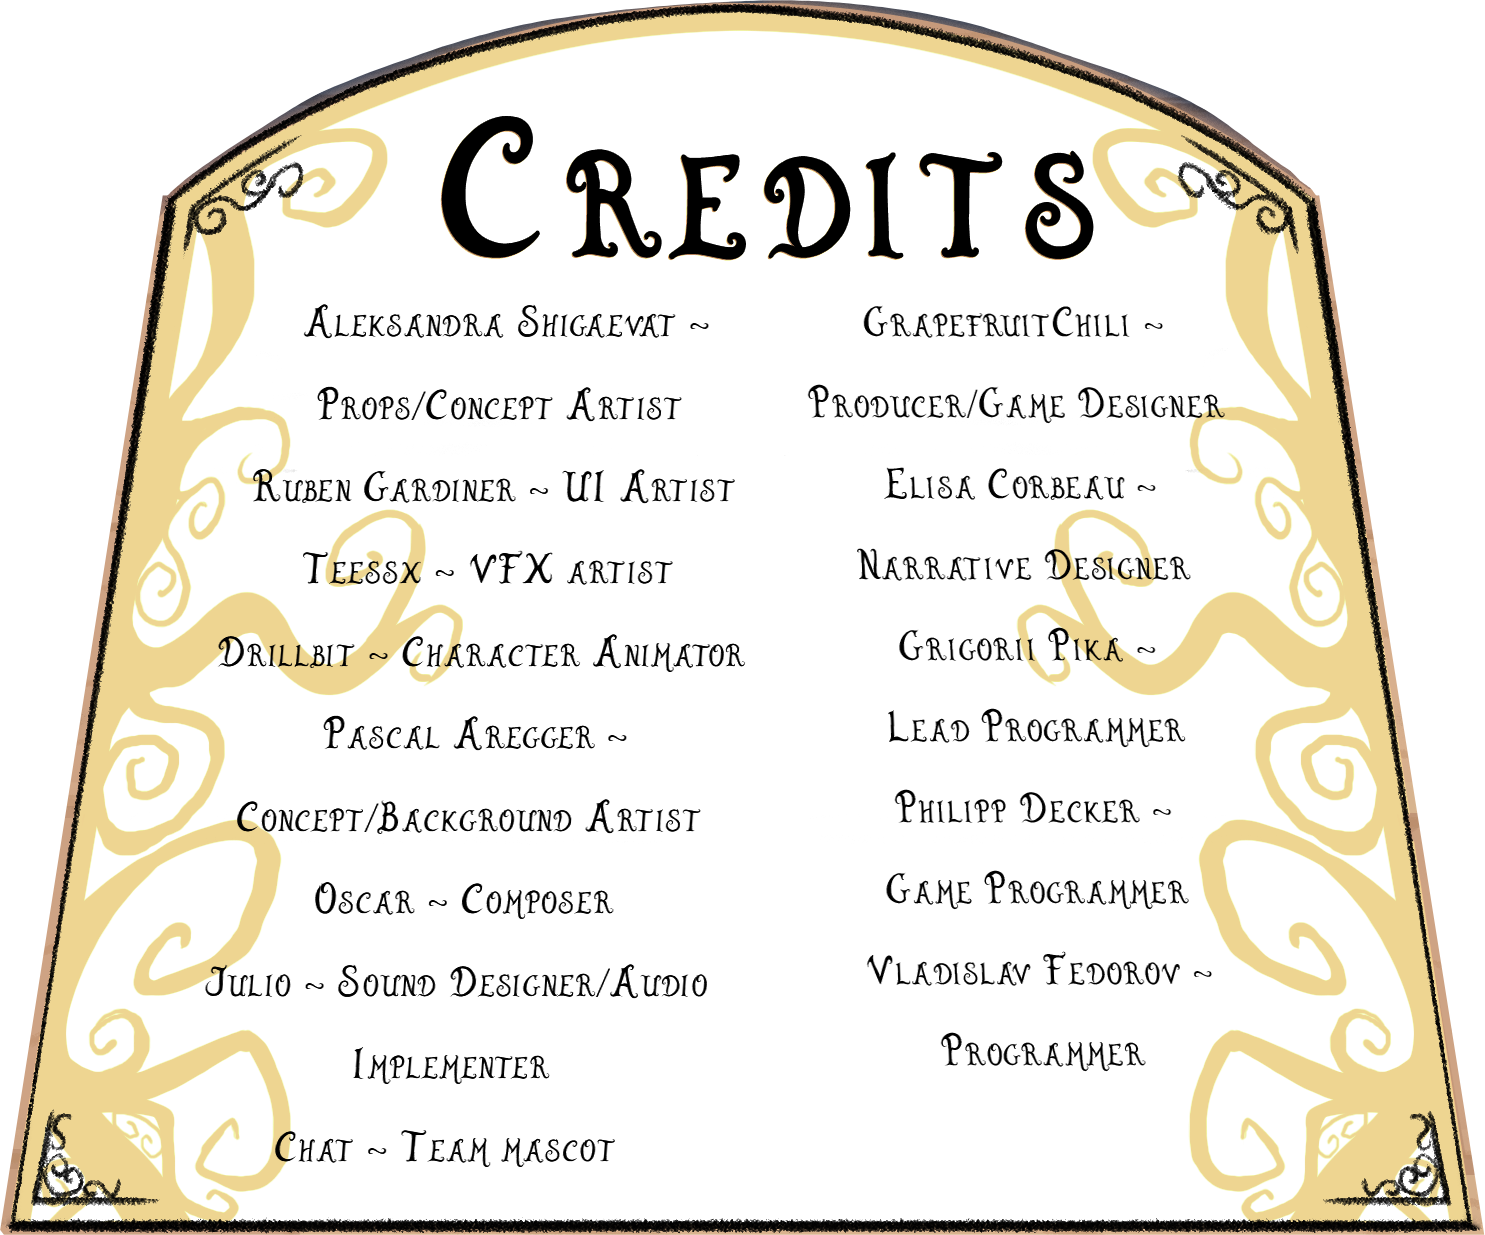 Credits
Aleksandra Shigaevat ~
Props/Concept Artist
Ruben Gardiner ~ UI Artist
Teessx ~ VFX artist
Drillbit ~ Character Animator
Pascal Aregger ~
Concept/Background Artist
Oscar ~ Composer
Julio ~ Sound Designer/Audio
Implementer
Chat ~ Team mascot
GrapefruitChili ~
Producer/Game Designer
Elisa Corbeau ~
Narrative Designer
Grigorii Pika ~
Lead Programmer
Philipp Decker ~
Game Programmer
Vladislav Fedorov ~
Programmer